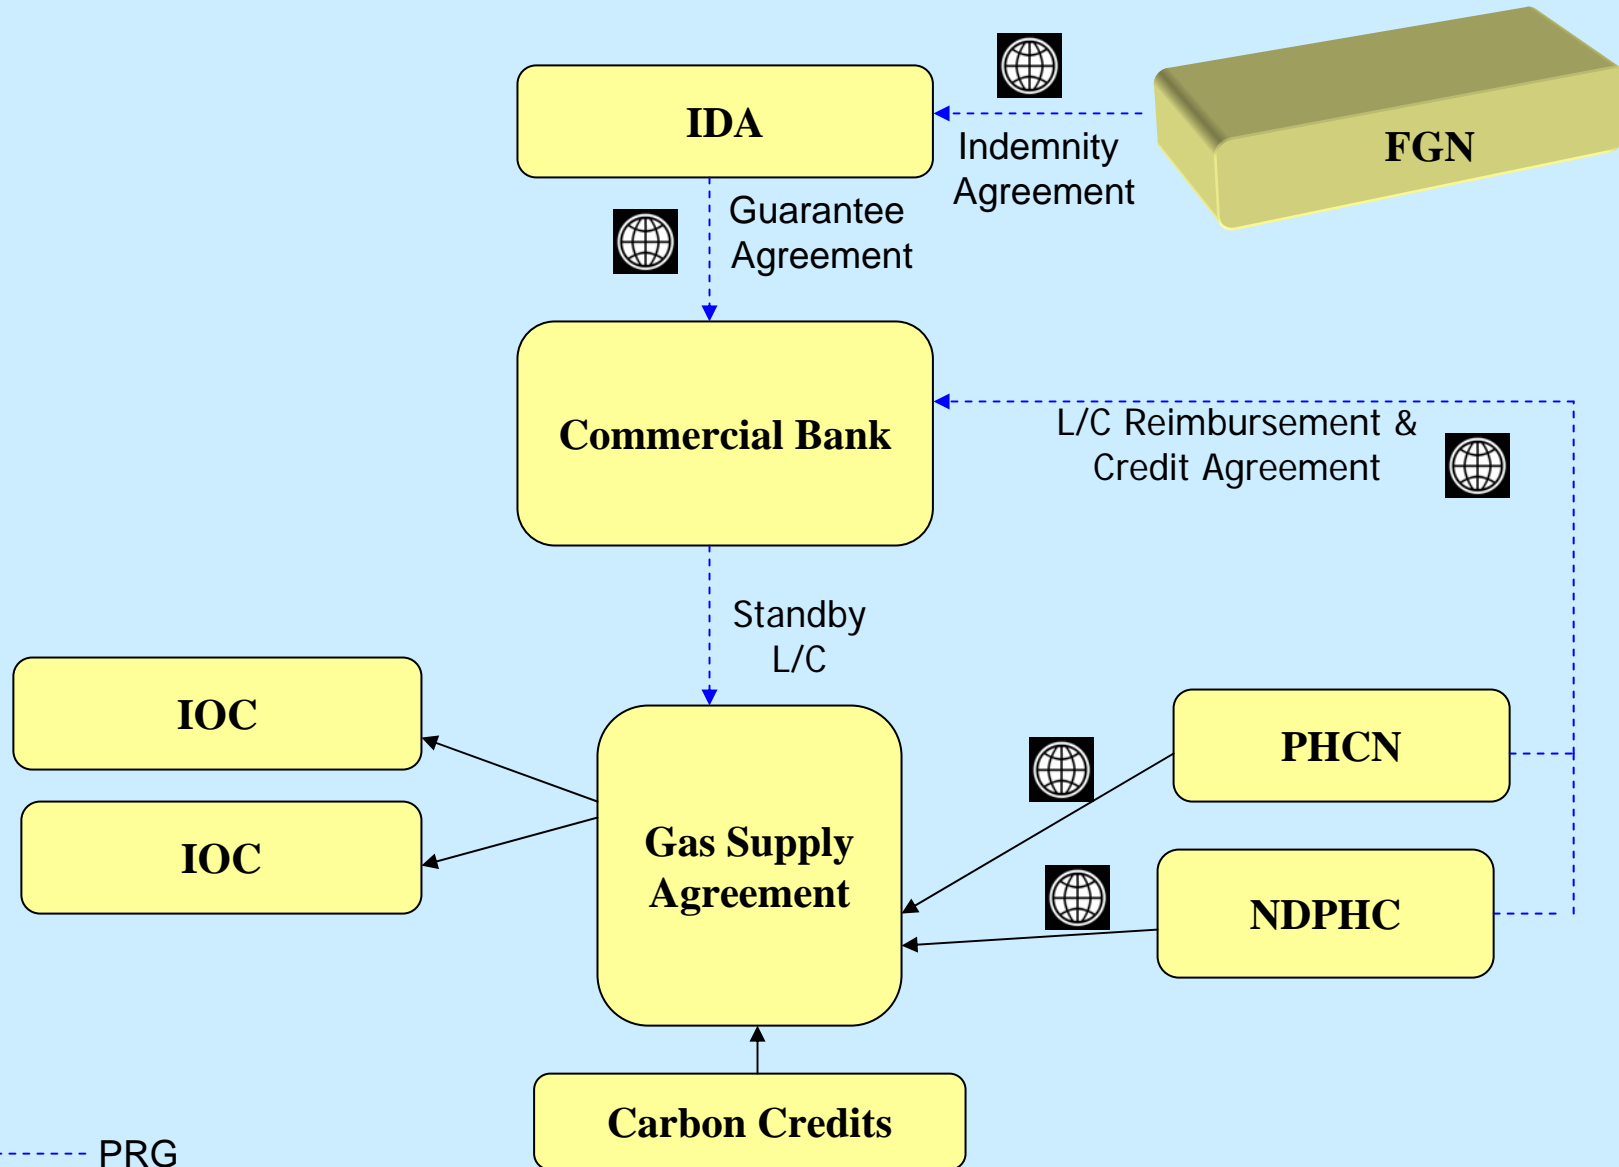 IDA
Indemnity
Agreement
FGN
Guarantee
Agreement
Commercial Bank
L/C Reimbursement &
Credit Agreement
Standby
L/C
IOC
IOC
Gas Supply
Agreement
PHCN
NDPHC
Carbon Credits
PRG